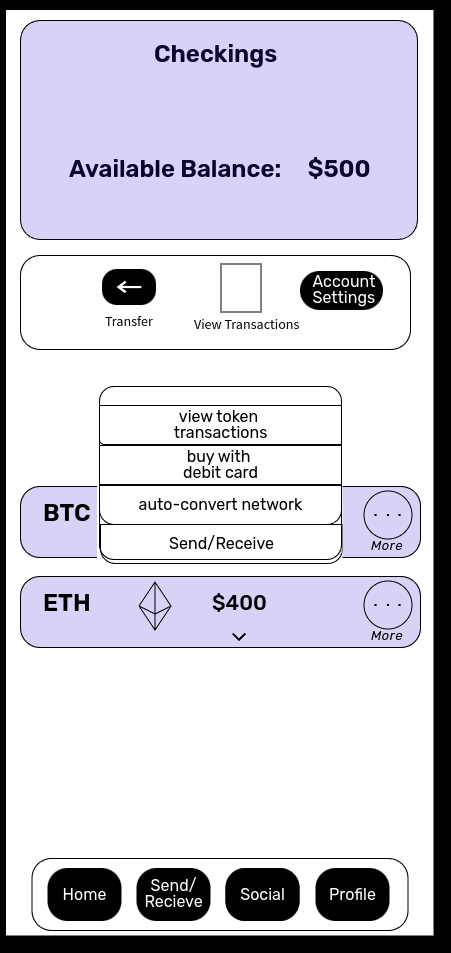 Checkings
Available Balance: $500
Account
Settings
Transfer
View Transactions
view token
transactions
buy with
debit card
auto-convert network
Send/Receive
BTC
. . .
More
ETH
$400
. . .
More
Home
Send/
Recieve
Social
Profile